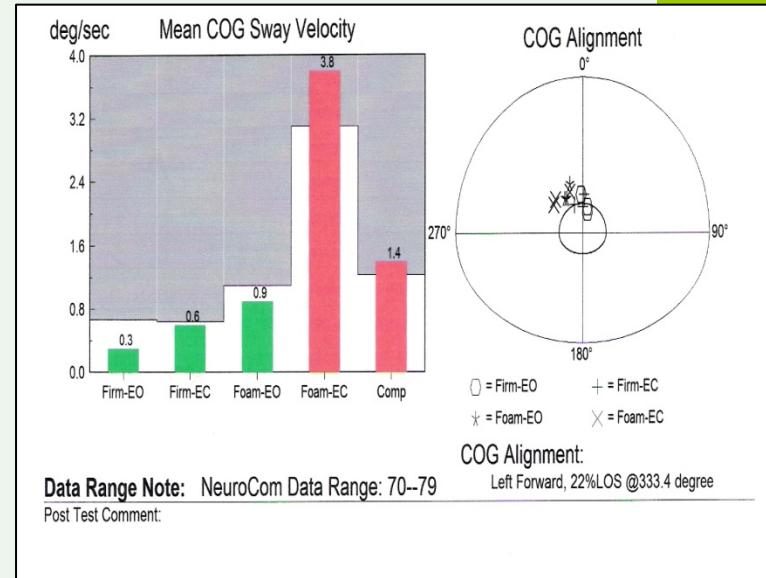 deg/sec
Mean COG Sway Velocity
4.0
3.2
2.4
1.6
0.8
0.0
0.3
0.6
0.9
3.8
1.4
Firm-EO
Firm-EC
Foam-EO
Foam-EC
Comp
COG Alignment
0°
270°
90°
180°
= Firm-EO
= Firm-EC
= Foam-EO
= Foam-EC
COG Alignment:
Left Forward, 22%LOS @333.4 degree
Data Range Note: NeuroCom Data Range: 70--79
Post Test Comment: